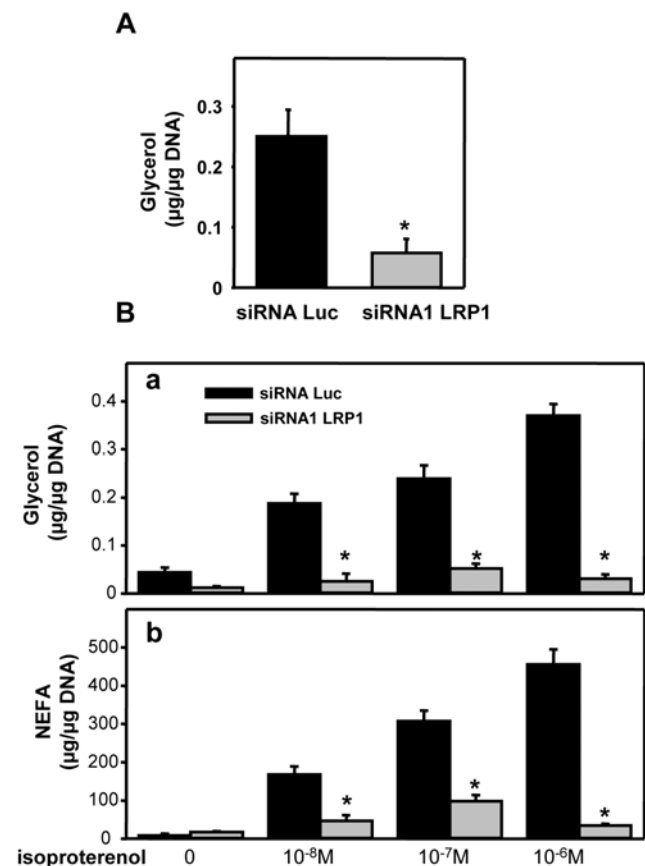 A
Glycerol
(µg/µg DNA)
0.3
0.2
0.1
0
*
siRNA Luc siRNA1 LRP1
B
a
siRNA Luc
siRNA1 LRP1
Glycerol
(µg/µg DNA)
0.4
0.2
0.1
0
* * *
b
NEFA
(µg/µg DNA)
500
400
300
200
100
0
* * *
isoproterenol 0 10⁻⁸M 10⁻⁷M 10⁻⁶M